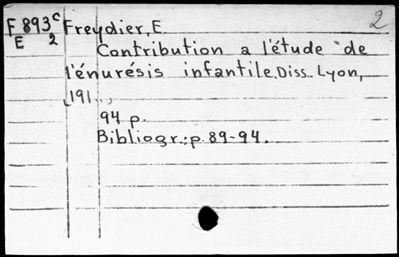 F 893c Freydier, E 2
E 2 Contribution a l'étude de
l'énurésis infantile, Diss. Lyon,
191..,
94 p.
Bibliogr.: p. 89-94.